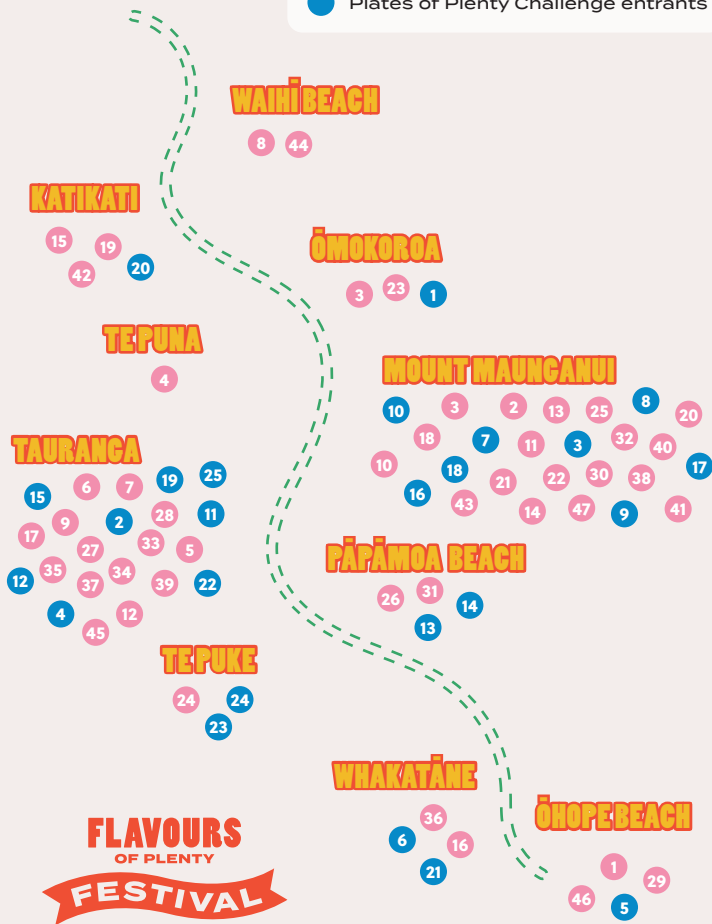 Plates of Plenty Challenge entrants
WAIHĪ BEACH
8 44
KATIKATI
15 19
42 20
ŌMOKOROA
3 23 1
TE PUNA
4
MOUNT MAUNGANUI
10 3 2 13 25 8 20
18 7 11 3 32 40
10 18 21 22 30 38 17
16 43 14 47 9 41
TAURANGA
15 6 7 19 25
17 9 2 28 11
27 33 5
12 35 37 34 39 22
4 45 12
PĀPĀMOA BEACH
26 31 14
13
TE PUKE
24 24
23
WHAKATĀNE
36
6 16
21
ŌHOPE BEACH
1
46 29
5
FLAVOURS
OF PLENTY
FESTIVAL